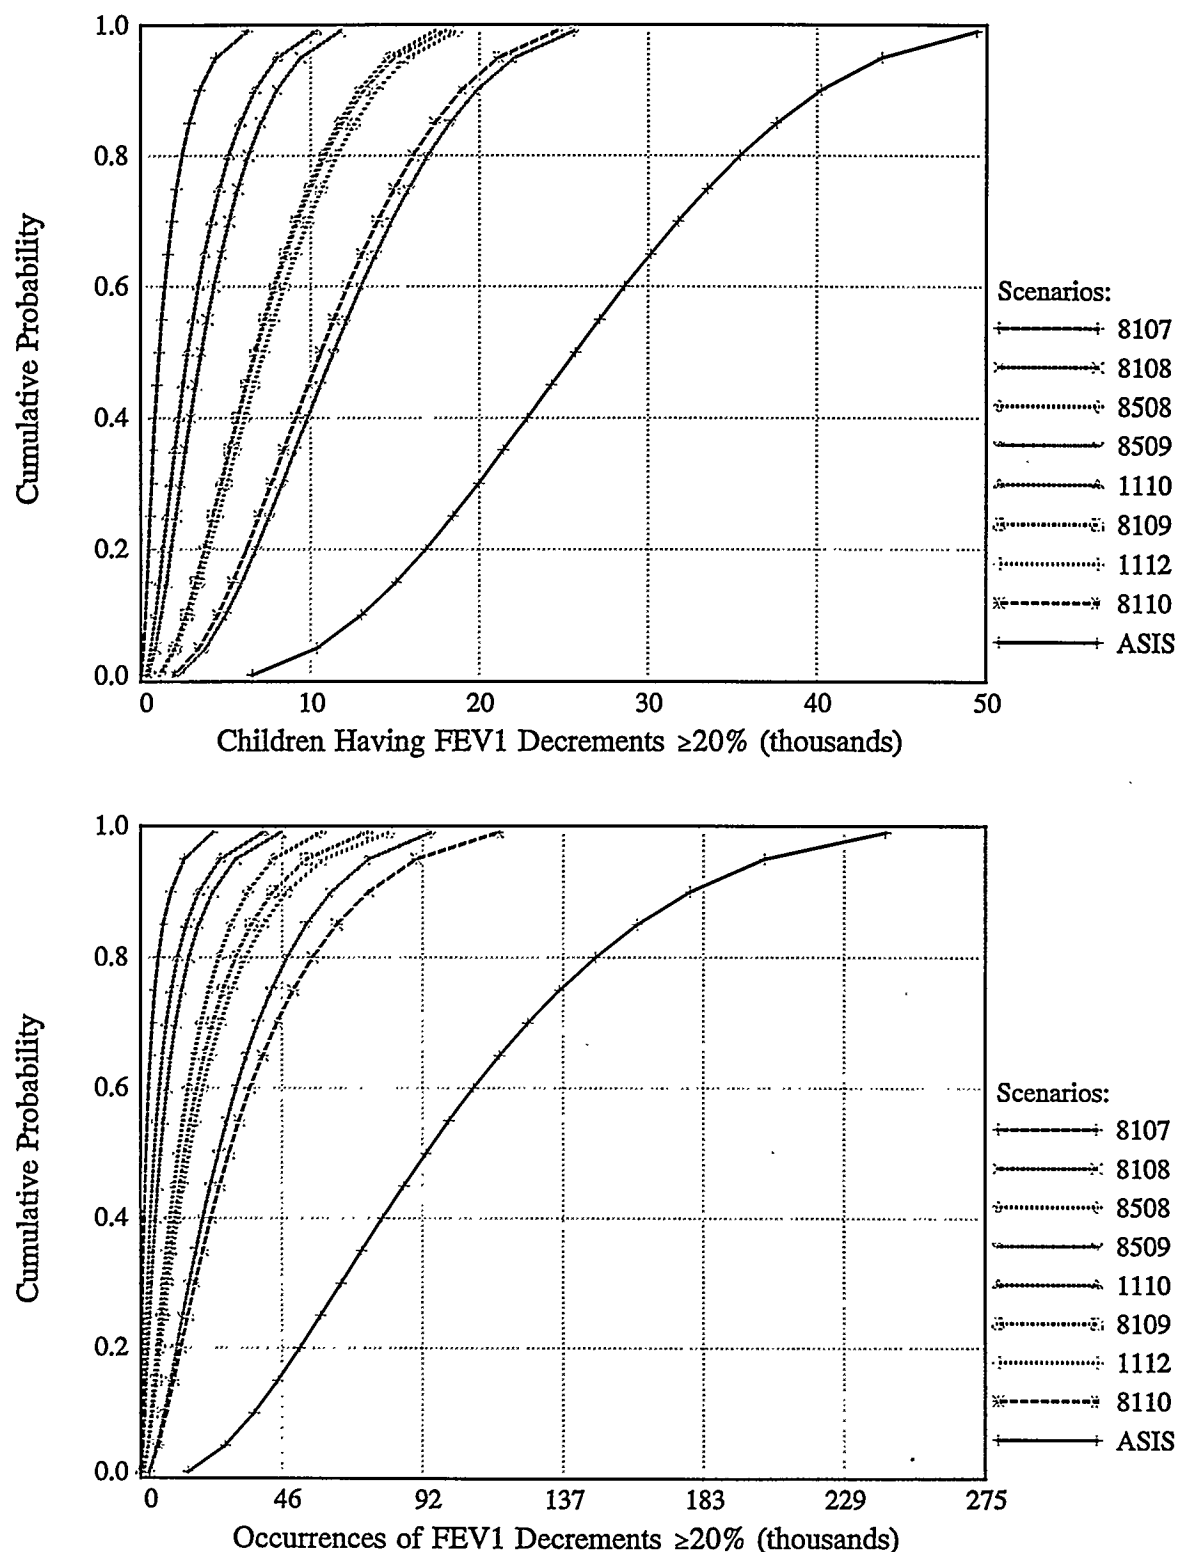 1.0
0.8
0.6
0.4
0.2
0.0
Cumulative Probability
0 10 20 30 40 50
Children Having FEV1 Decrements ≥20% (thousands)
Scenarios:
8107
8108
8508
8509
1110
8109
1112
8110
ASIS
1.0
0.8
0.6
0.4
0.2
0.0
Cumulative Probability
0 46 92 137 183 229 275
Occurrences of FEV1 Decrements ≥20% (thousands)
Scenarios:
8107
8108
8508
8509
1110
8109
1112
8110
ASIS